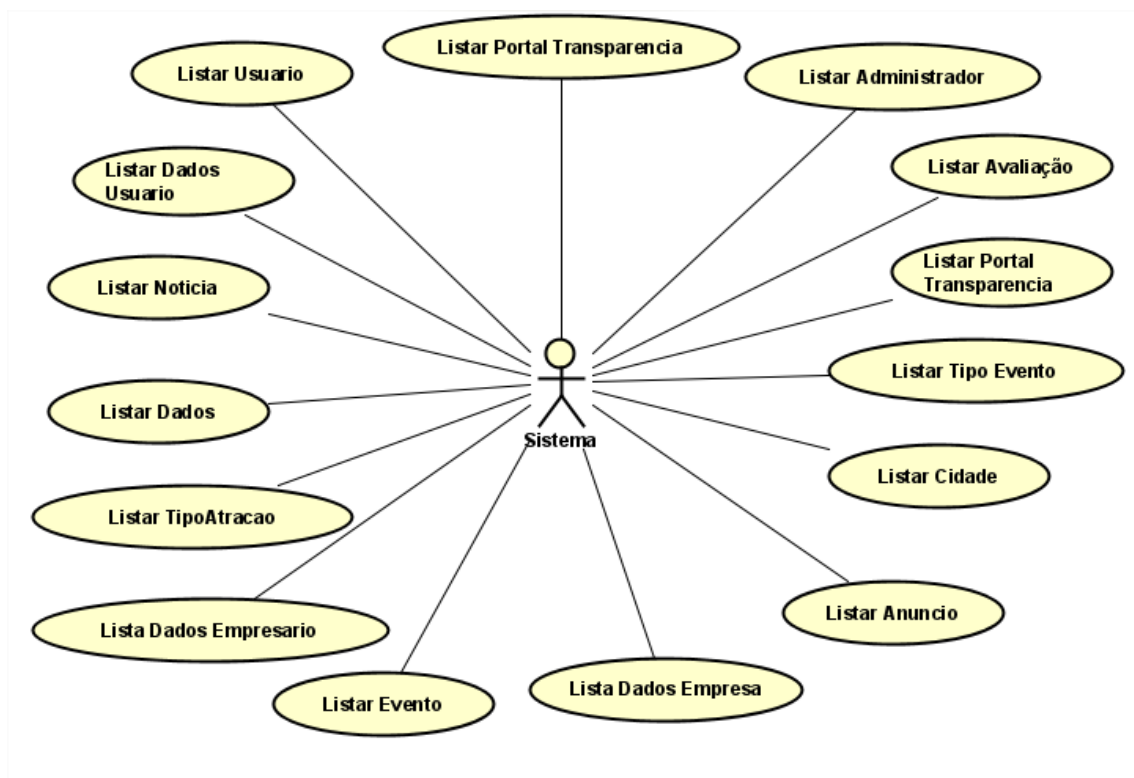 Listar Portal Transparencia
Listar Usuario
Listar Administrador
Listar Dados
Usuario
Listar Avaliação
Listar Portal
Transparencia
Listar Noticia
Listar Tipo Evento
Listar Dados
Sistema
Listar Cidade
Listar TipoAtracao
Listar Anuncio
Lista Dados Empresario
Lista Dados Empresa
Listar Evento